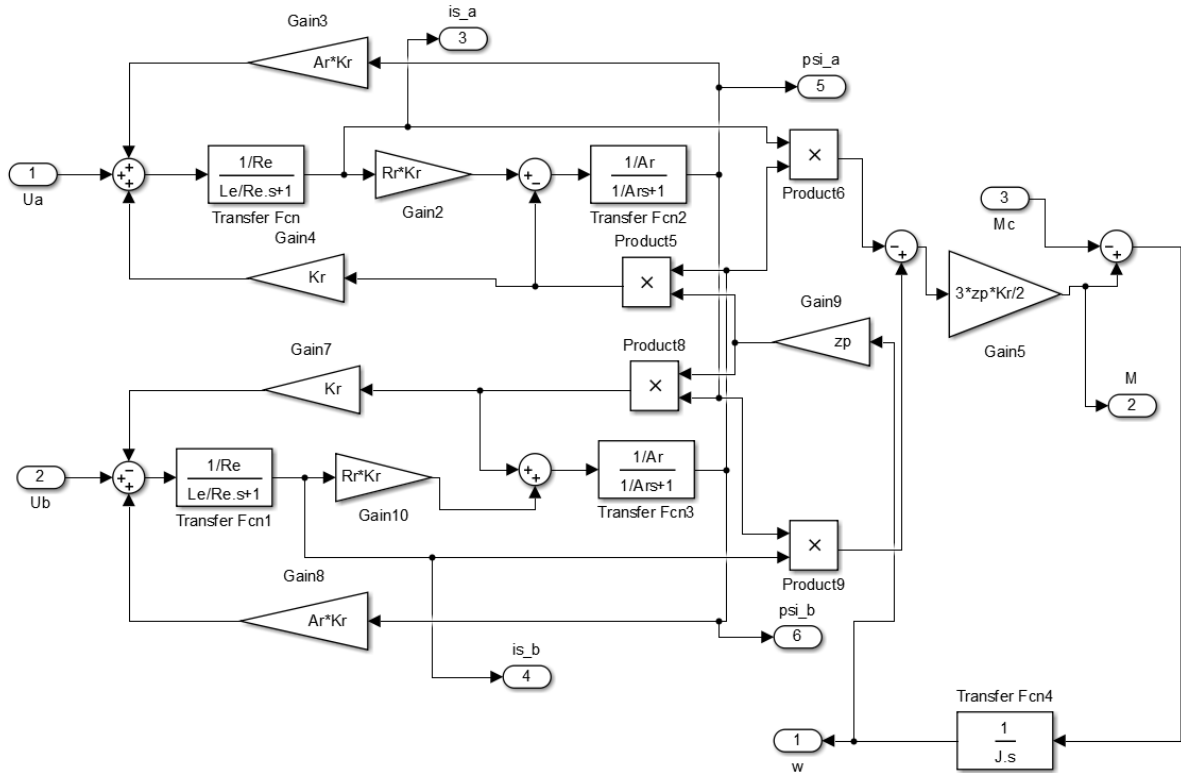 Gain3
Ar*Kr
is_a
3
psi_a
5
1
Ua
+
+
+
1/Re
Le/Re.s+1
Transfer Fcn
Rr*Kr
Gain2
+
−
1/Ar
1/Ars+1
Transfer Fcn2
×
Product6
3
Mc
Gain4
Kr
Product5
×
−
+
3*zp*Kr/2
Gain5
−
+
Gain9
zp
Gain7
Kr
Product8
×
M
2
2
Ub
−
+
+
1/Re
Le/Re.s+1
Transfer Fcn1
Rr*Kr
Gain10
+
+
1/Ar
1/Ars+1
Transfer Fcn3
×
Product9
Gain8
Ar*Kr
psi_b
6
is_b
4
Transfer Fcn4
1
J.s
1
w